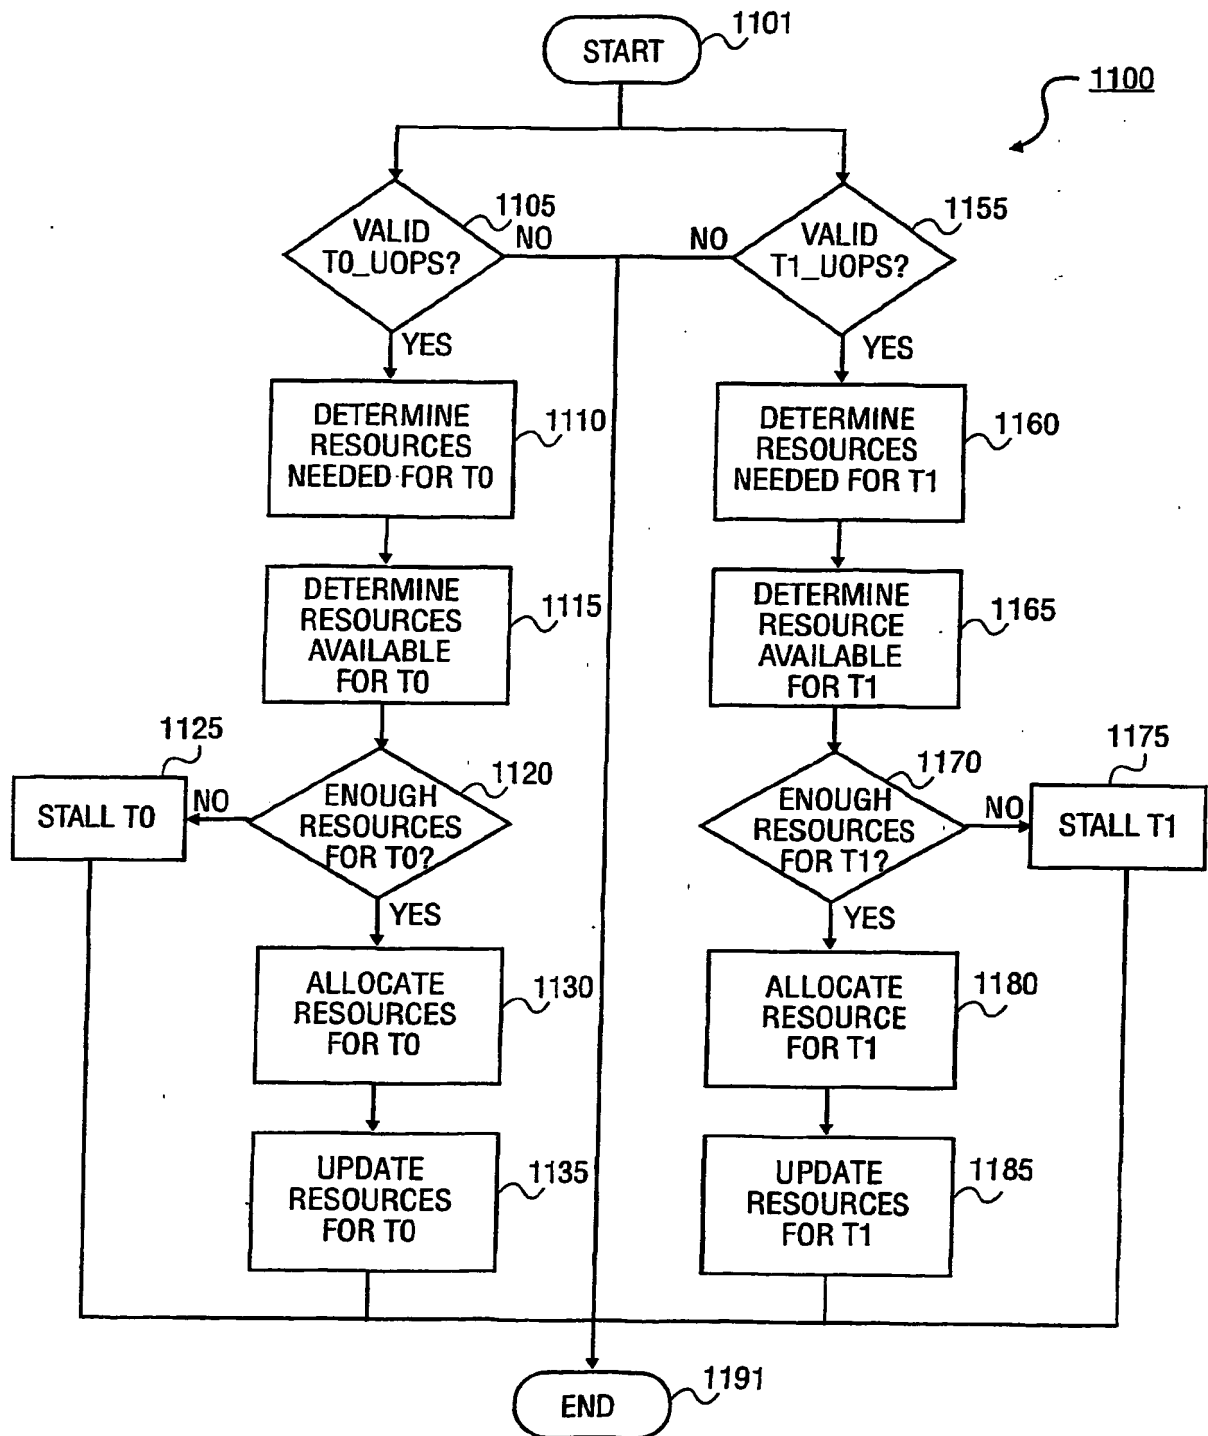 START
1101
1100
VALID
T0_UOPS?
1105
NO
NO
VALID
T1_UOPS?
1155
YES
YES
DETERMINE
RESOURCES
NEEDED FOR T0
1110
DETERMINE
RESOURCES
NEEDED FOR T1
1160
DETERMINE
RESOURCES
AVAILABLE
FOR T0
1115
DETERMINE
RESOURCE
AVAILABLE
FOR T1
1165
1125
STALL T0
NO
ENOUGH
RESOURCES
FOR T0?
1120
ENOUGH
RESOURCES
FOR T1?
1170
NO
1175
STALL T1
YES
YES
ALLOCATE
RESOURCES
FOR T0
1130
ALLOCATE
RESOURCE
FOR T1
1180
UPDATE
RESOURCES
FOR T0
1135
UPDATE
RESOURCES
FOR T1
1185
END
1191